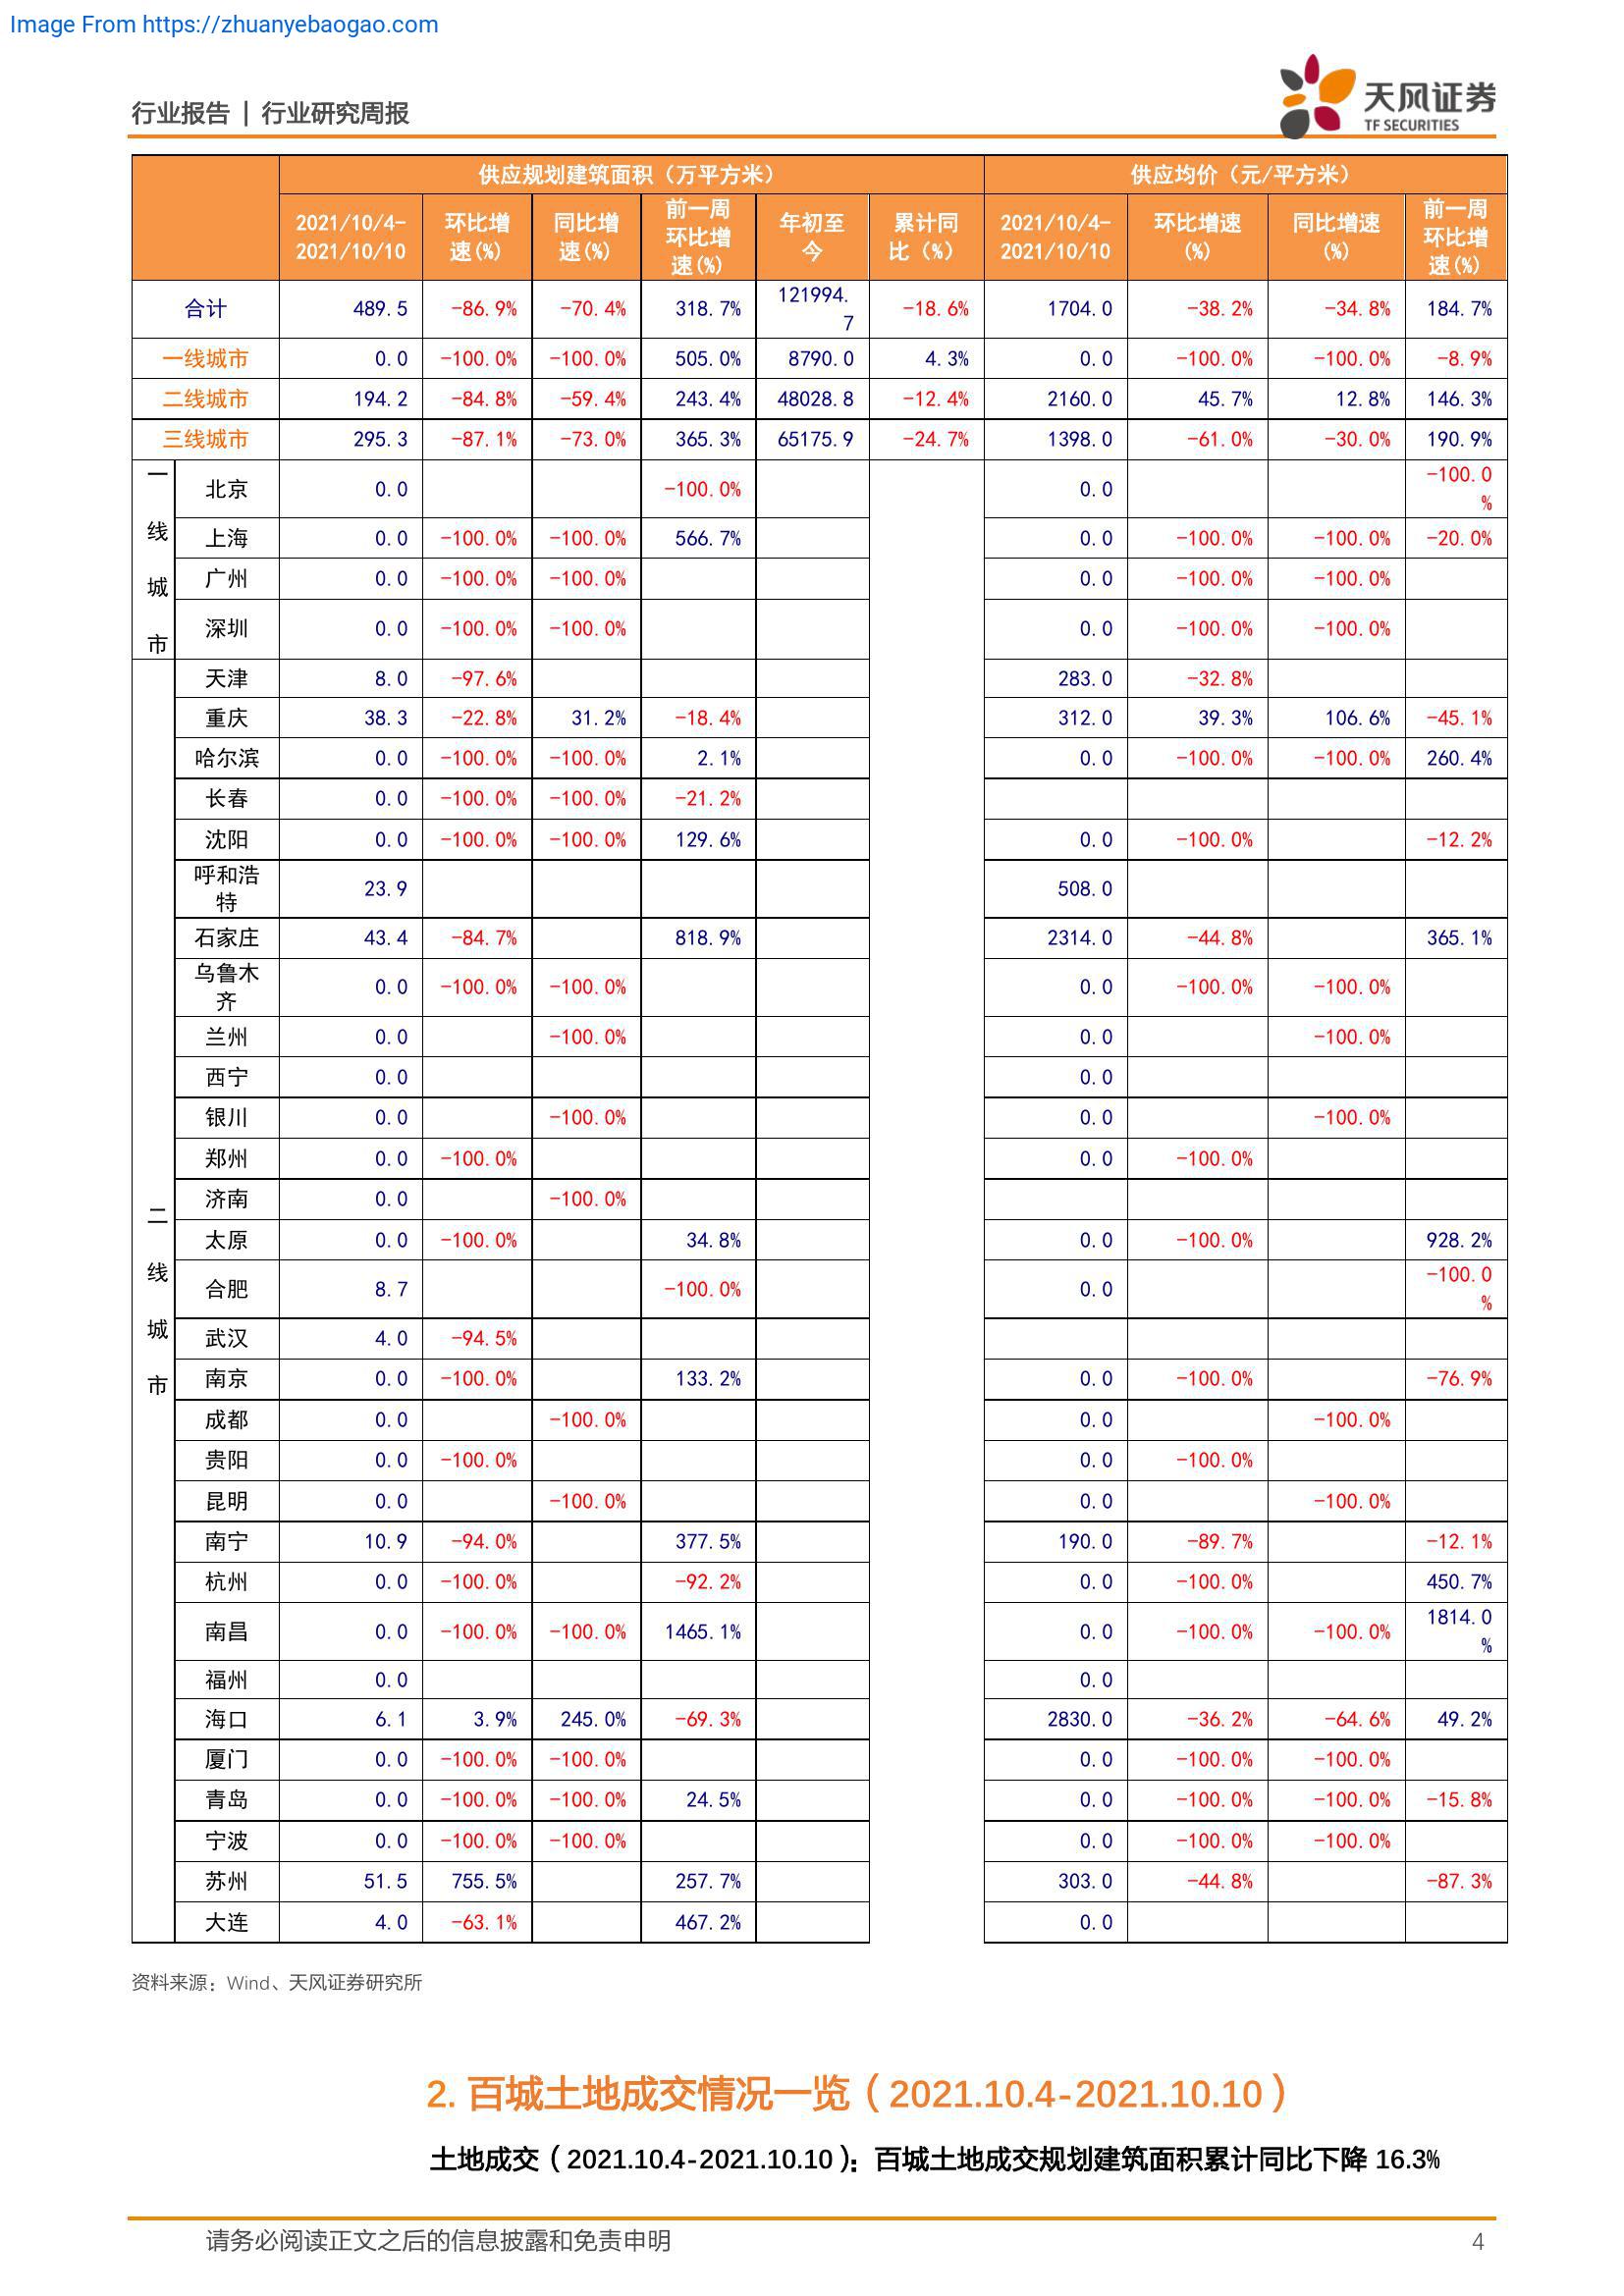 Image From https://zhuanyebaogao.com
行业报告 | 行业研究周报
天风证券
TF SECURITIES
供应规划建筑面积（万平方米） 供应均价（元/平方米）
2021/10/4-2021/10/10 环比增速(%) 同比增速(%) 前一周环比增速(%) 年初至今 累计同比（%） 2021/10/4-2021/10/10 环比增速(%) 同比增速(%) 前一周环比增速(%)
合计 489.5 -86.9% -70.4% 318.7% 121994.7 -18.6% 1704.0 -38.2% -34.8% 184.7%
一线城市 0.0 -100.0% -100.0% 505.0% 8790.0 4.3% 0.0 -100.0% -100.0% -8.9%
二线城市 194.2 -84.8% -59.4% 243.4% 48028.8 -12.4% 2160.0 45.7% 12.8% 146.3%
三线城市 295.3 -87.1% -73.0% 365.3% 65175.9 -24.7% 1398.0 -61.0% -30.0% 190.9%
一线城市
北京 0.0 -100.0% 0.0 -100.0%
上海 0.0 -100.0% -100.0% 566.7% 0.0 -100.0% -100.0% -20.0%
广州 0.0 -100.0% -100.0% 0.0 -100.0% -100.0%
深圳 0.0 -100.0% -100.0% 0.0 -100.0% -100.0%
二线城市
天津 8.0 -97.6% 283.0 -32.8%
重庆 38.3 -22.8% 31.2% -18.4% 312.0 39.3% 106.6% -45.1%
哈尔滨 0.0 -100.0% -100.0% 2.1% 0.0 -100.0% -100.0% 260.4%
长春 0.0 -100.0% -100.0% -21.2%
沈阳 0.0 -100.0% -100.0% 129.6% 0.0 -100.0% -12.2%
呼和浩特 23.9 508.0
石家庄 43.4 -84.7% 818.9% 2314.0 -44.8% 365.1%
乌鲁木齐 0.0 -100.0% -100.0% 0.0 -100.0% -100.0%
兰州 0.0 -100.0% 0.0 -100.0%
西宁 0.0 0.0
银川 0.0 -100.0% 0.0 -100.0%
郑州 0.0 -100.0% 0.0 -100.0%
济南 0.0 -100.0%
太原 0.0 -100.0% 34.8% 0.0 -100.0% 928.2%
合肥 8.7 -100.0% 0.0 -100.0%
武汉 4.0 -94.5%
南京 0.0 -100.0% 133.2% 0.0 -100.0% -76.9%
成都 0.0 -100.0% 0.0 -100.0%
贵阳 0.0 -100.0% 0.0 -100.0%
昆明 0.0 -100.0% 0.0 -100.0%
南宁 10.9 -94.0% 377.5% 190.0 -89.7% -12.1%
杭州 0.0 -100.0% -92.2% 0.0 -100.0% 450.7%
南昌 0.0 -100.0% -100.0% 1465.1% 0.0 -100.0% -100.0% 1814.0%
福州 0.0 0.0
海口 6.1 3.9% 245.0% -69.3% 2830.0 -36.2% -64.6% 49.2%
厦门 0.0 -100.0% -100.0% 0.0 -100.0% -100.0%
青岛 0.0 -100.0% -100.0% 24.5% 0.0 -100.0% -100.0% -15.8%
宁波 0.0 -100.0% -100.0% 0.0 -100.0% -100.0%
苏州 51.5 755.5% 257.7% 303.0 -44.8% -87.3%
大连 4.0 -63.1% 467.2% 0.0
资料来源：Wind、天风证券研究所
2. 百城土地成交情况一览（2021.10.4-2021.10.10）
土地成交（2021.10.4-2021.10.10）：百城土地成交规划建筑面积累计同比下降 16.3%
请务必阅读正文之后的信息披露和免责申明 4